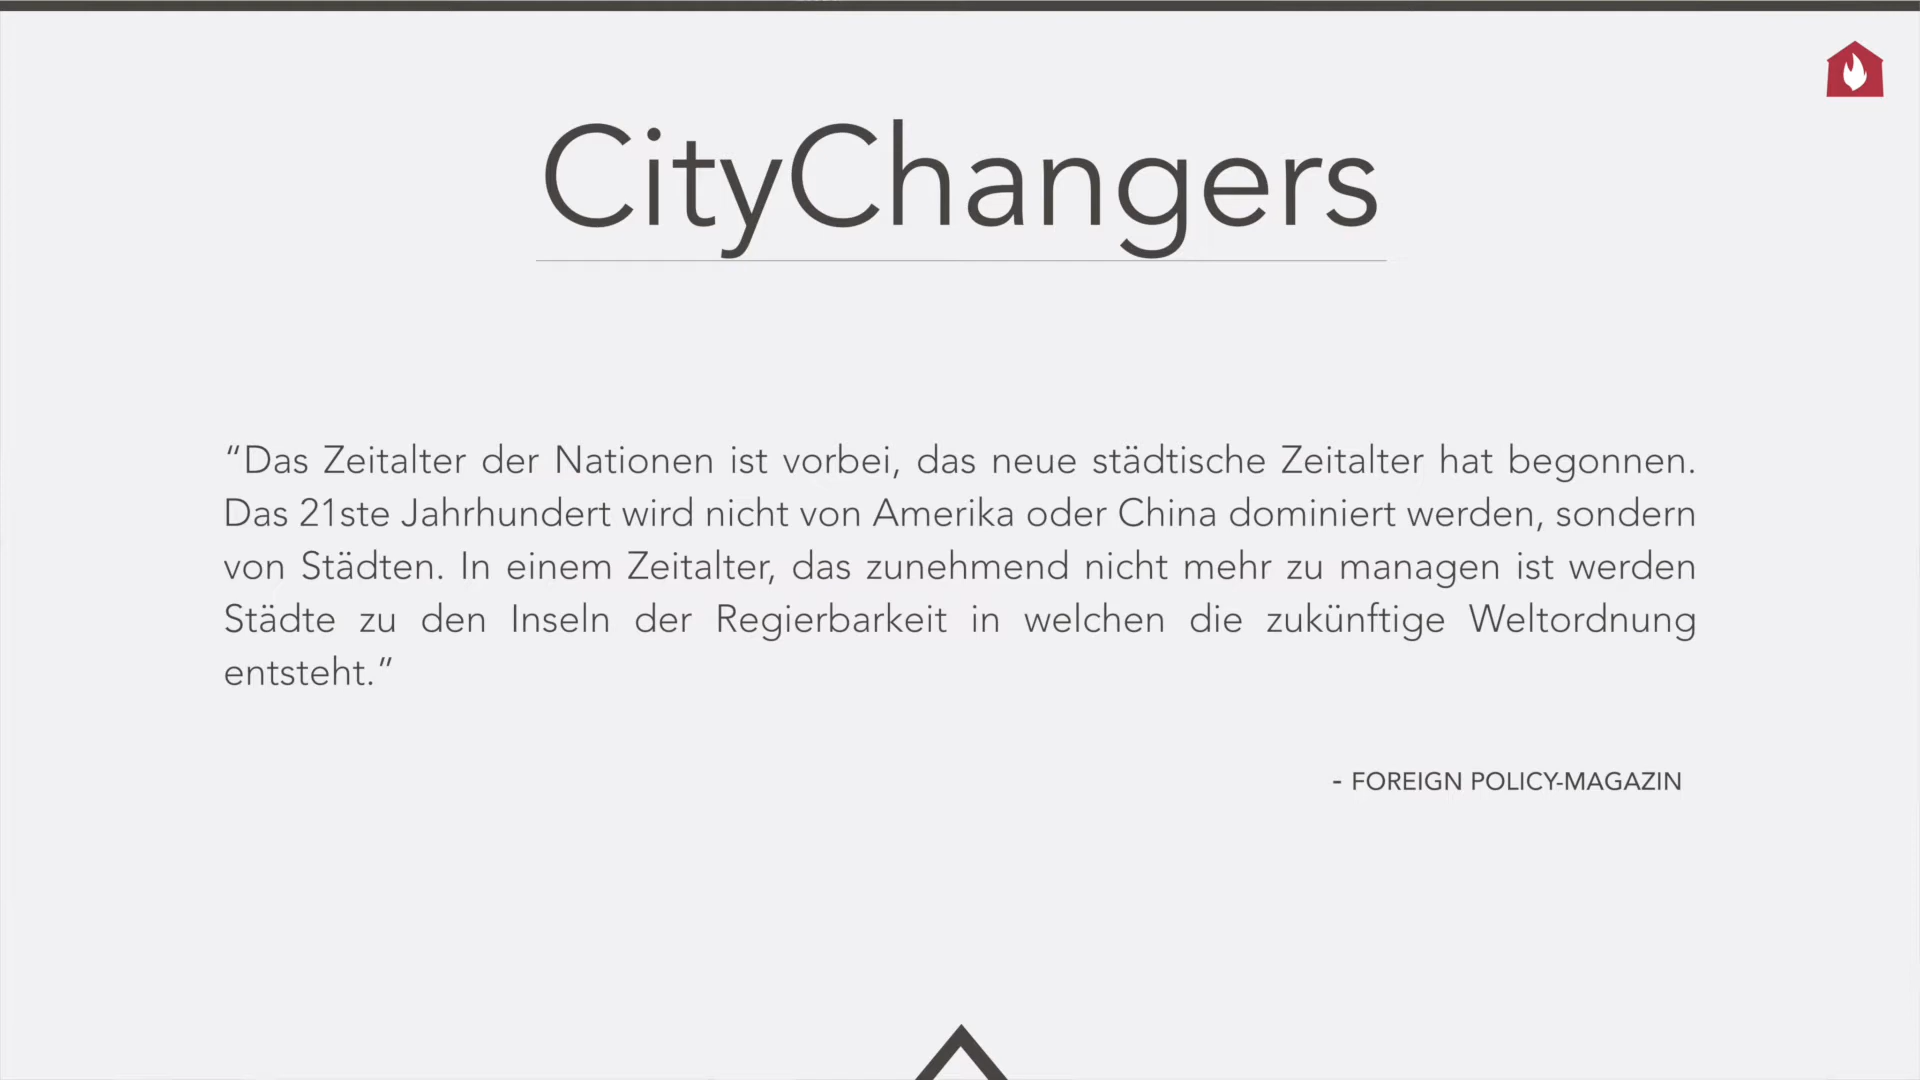 CityChangers
“Das Zeitalter der Nationen ist vorbei, das neue städtische Zeitalter hat begonnen.
Das 21ste Jahrhundert wird nicht von Amerika oder China dominiert werden, sondern
von Städten. In einem Zeitalter, das zunehmend nicht mehr zu managen ist werden
Städte zu den Inseln der Regierbarkeit in welchen die zukünftige Weltordnung
entsteht.”
- FOREIGN POLICY-MAGAZIN